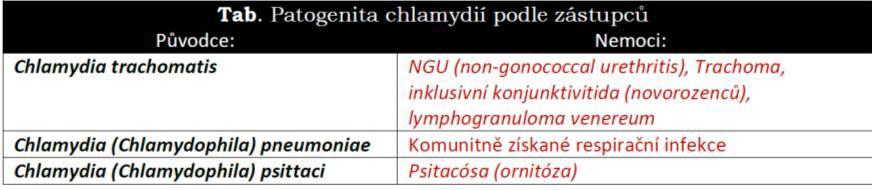 Tab. Patogenita chlamydií podle zástupců
Původce: Nemoci:
Chlamydia trachomatis NGU (non-gonococcal urethritis), Trachoma,
inklusivní konjunktivitida (novorozenců),
lymphogranuloma venereum
Chlamydia (Chlamydophila) pneumoniae Komunitně získané respirační infekce
Chlamydia (Chlamydophila) psittaci Psitacósa (ornitóza)